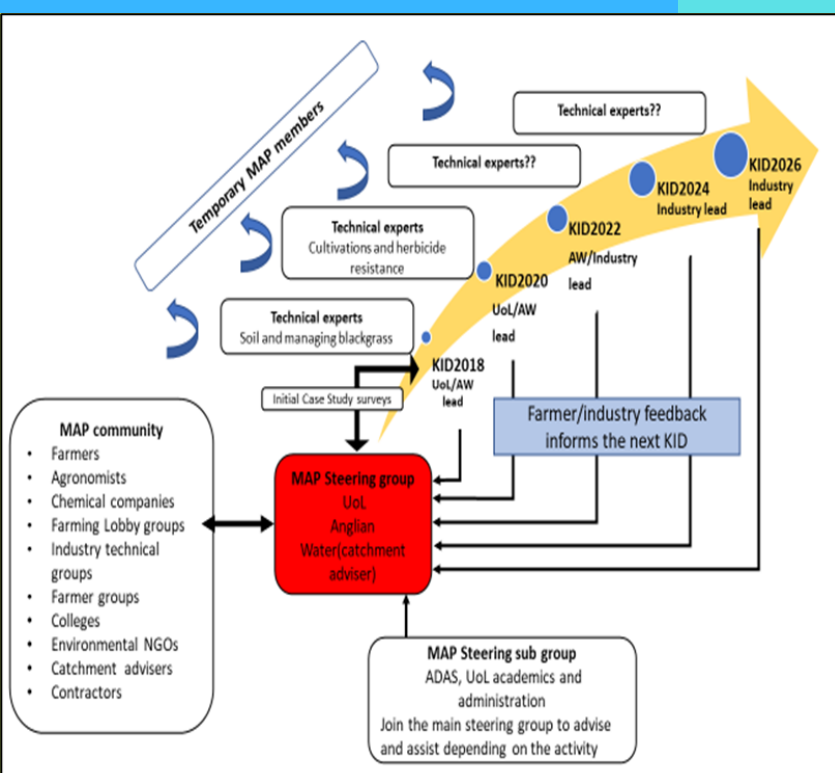 Temporary MAP members
Technical experts??
Technical experts??
Technical experts
Cultivations and herbicide
resistance
Technical experts
Soil and managing blackgrass
Initial Case Study surveys
KID2018
UoL/AW
lead
KID2020
UoL/AW
lead
KID2022
AW/Industry
lead
KID2024
Industry lead
KID2026
Industry
lead
Farmer/industry feedback
informs the next KID
MAP community
• Farmers
• Agronomists
• Chemical companies
• Farming Lobby groups
• Industry technical
groups
• Farmer groups
• Colleges
• Environmental NGOs
• Catchment advisers
• Contractors
MAP Steering group
UoL
Anglian
Water(catchment
adviser)
MAP Steering sub group
ADAS, UoL academics and
administration
Join the main steering group to advise
and assist depending on the activity